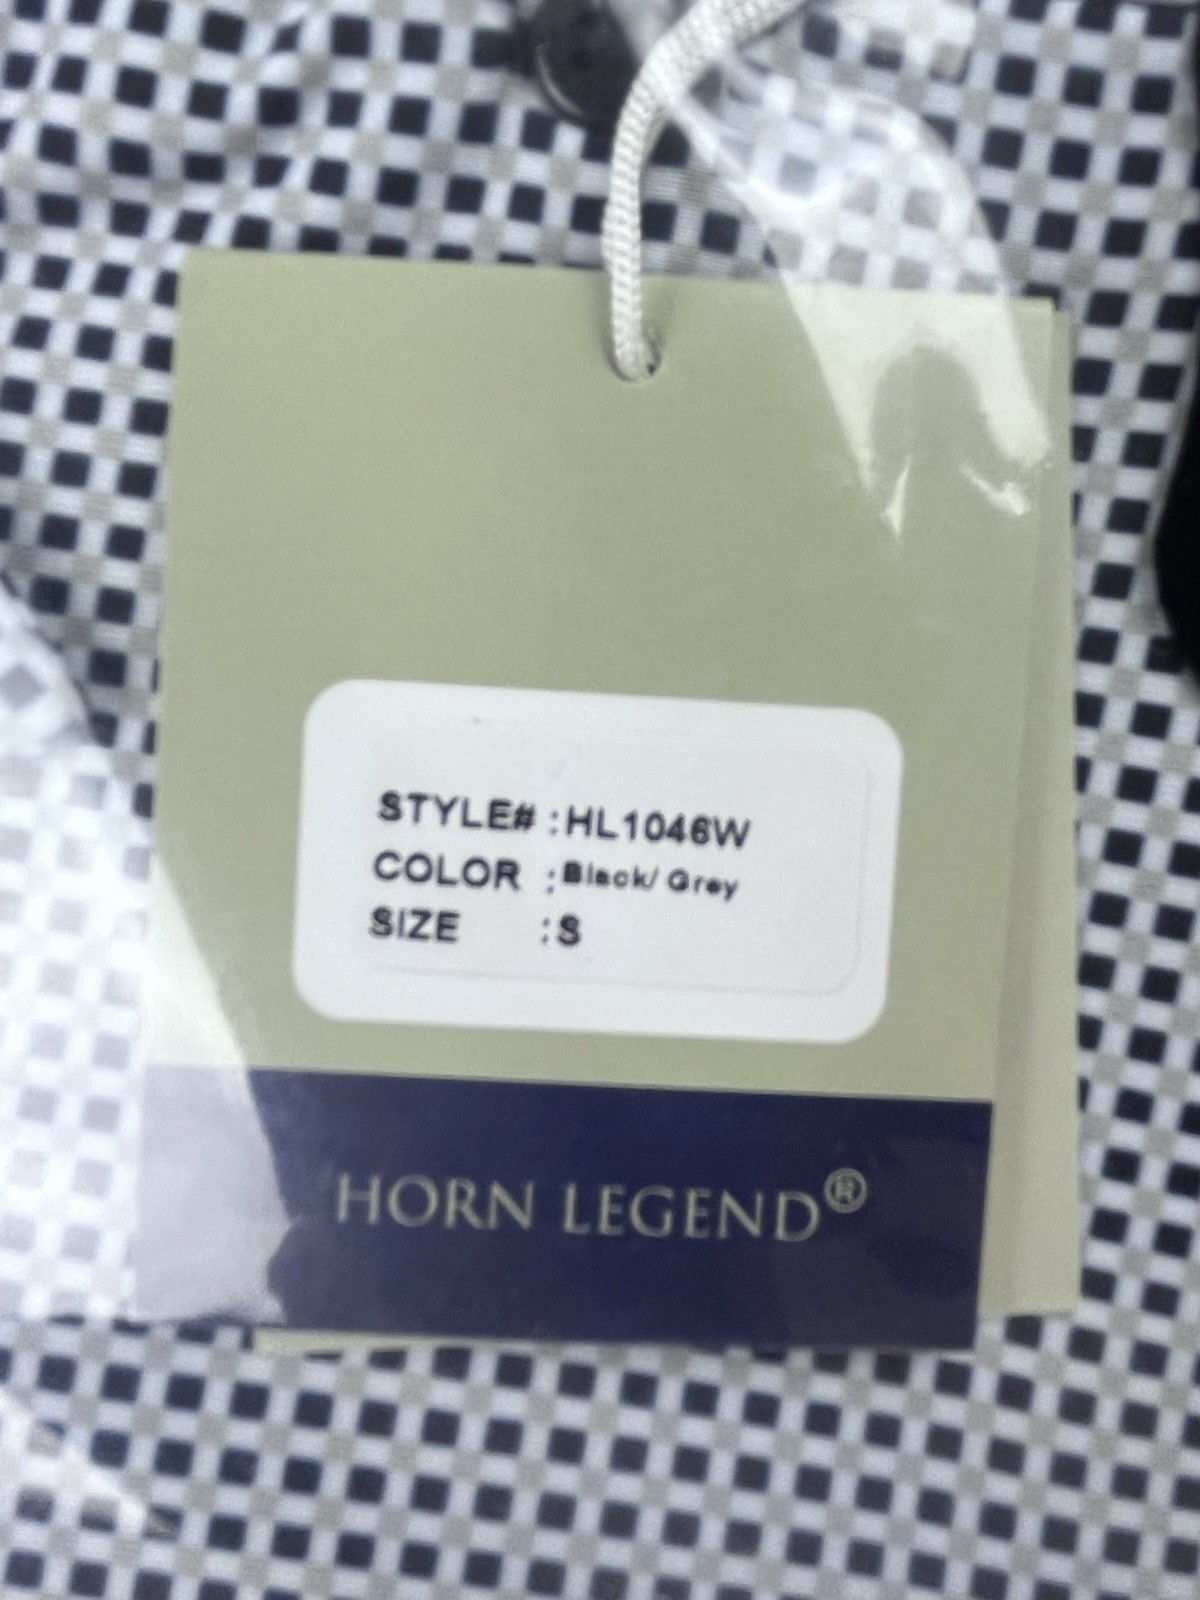 STYLE# :HL1046W
COLOR :Black/ Grey
SIZE :S
HORN LEGEND®